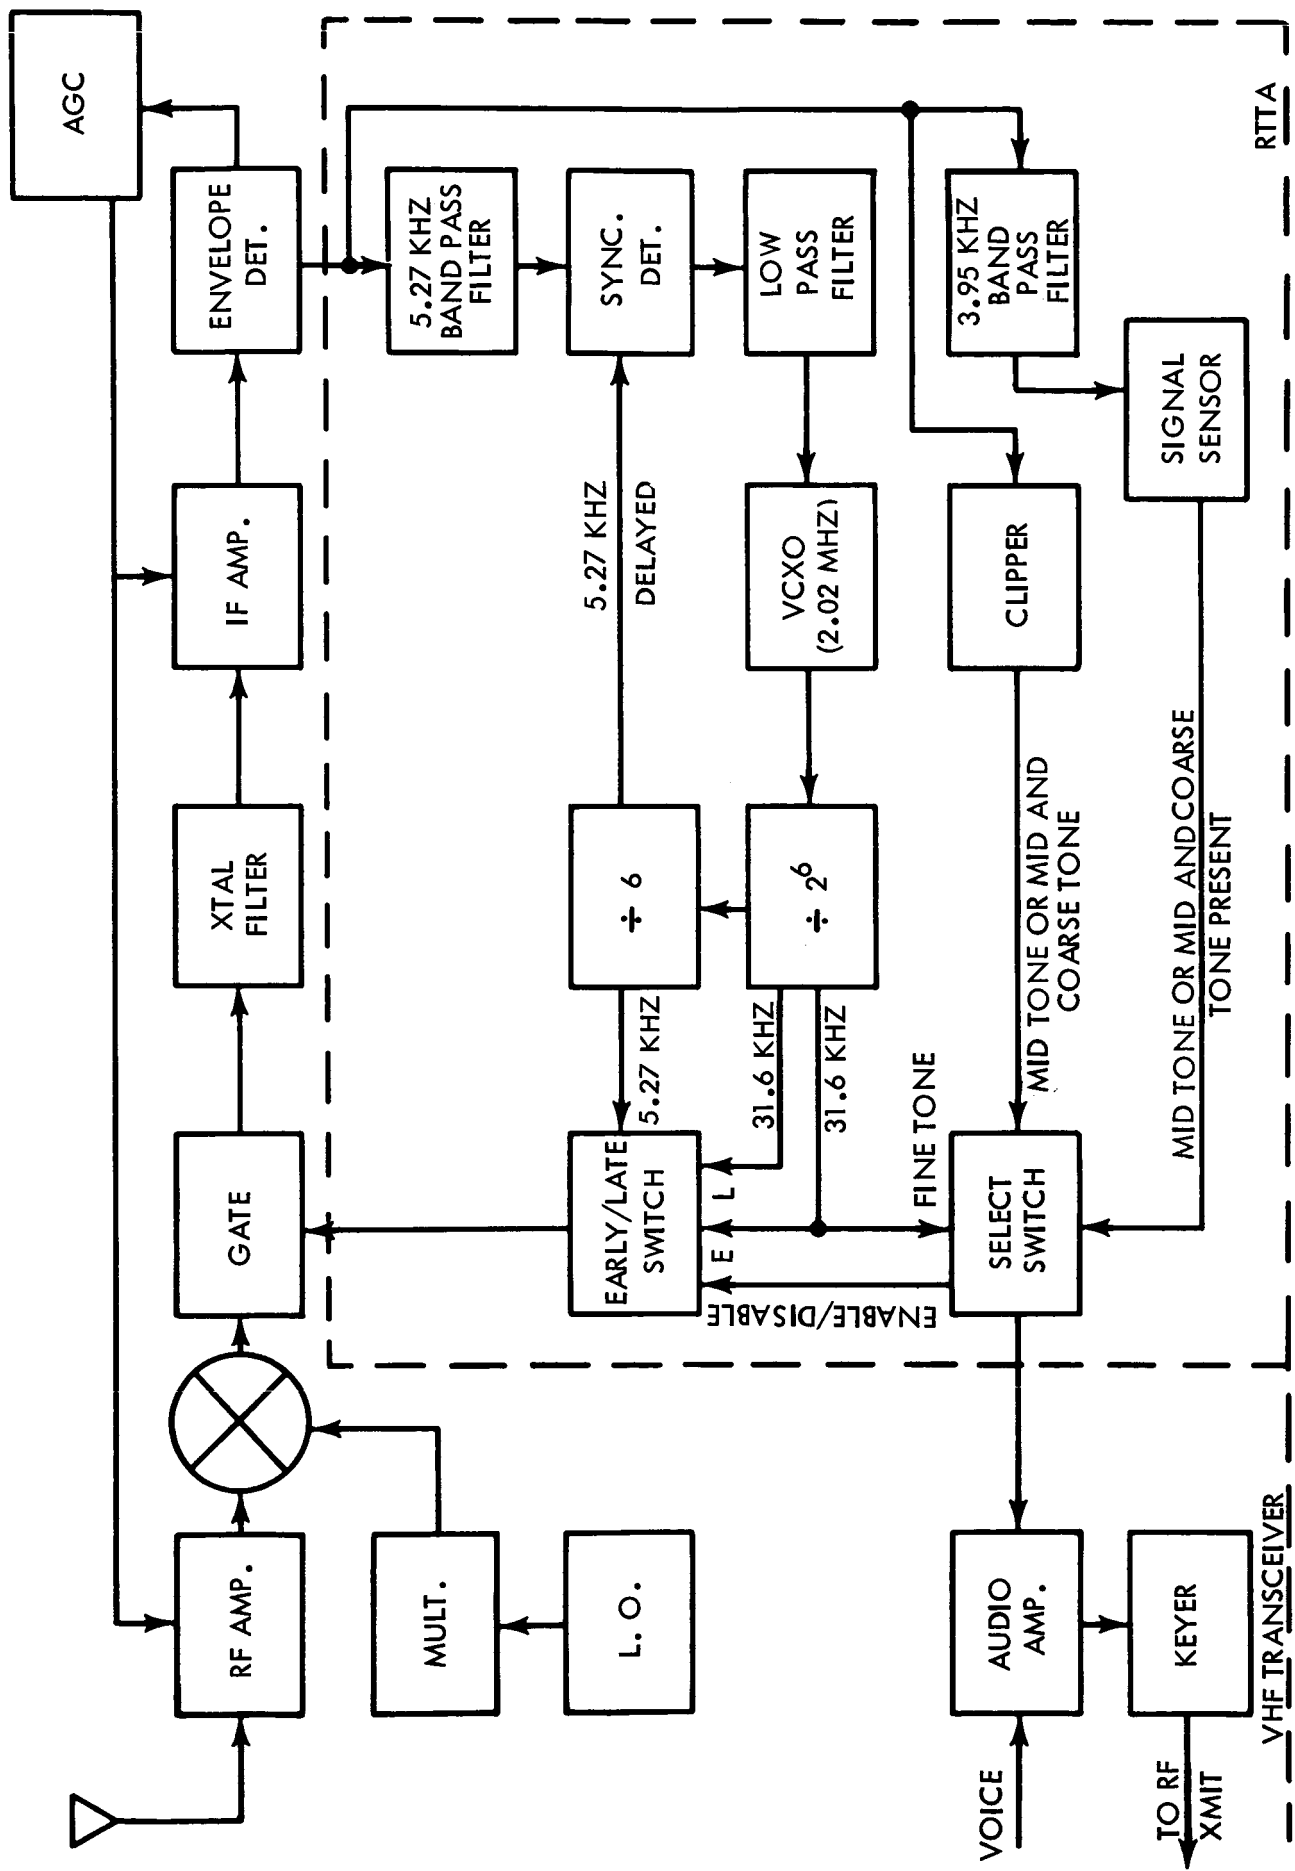 AGC
RF AMP.
GATE
XTAL
FILTER
IF AMP.
ENVELOPE
DET.
MULT.
L. O.
5.27 KHZ
BAND PASS
FILTER
EARLY/LATE
SWITCH
5.27 KHZ
÷ 6
5.27 KHZ
DELAYED
SYNC.
DET.
E
L
31.6 KHZ
31.6 KHZ
÷ 2⁶
VCXO
(2.02 MHZ)
LOW
PASS
FILTER
ENABLE/DISABLE
FINE TONE
VOICE
AUDIO
AMP.
SELECT
SWITCH
MID TONE OR MID AND
COARSE TONE
CLIPPER
3.95 KHZ
BAND
PASS
FILTER
TO RF
XMIT
KEYER
MID TONE OR MID ANDCOARSE
TONE PRESENT
SIGNAL
SENSOR
VHF TRANSCEIVER
RTTA